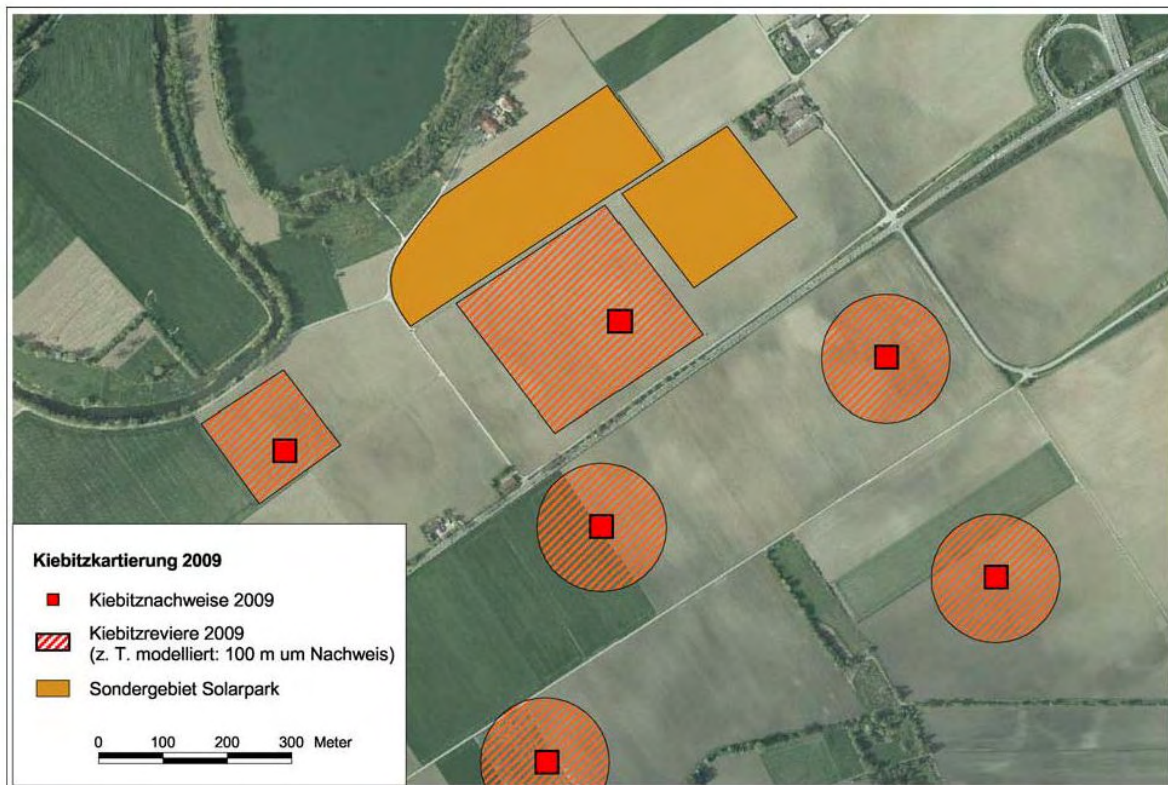 Kiebitzkartierung 2009
Kiebitznachweise 2009
Kiebitzreviere 2009
(z. T. modelliert: 100 m um Nachweis)
Sondergebiet Solarpark
0 100 200 300 Meter